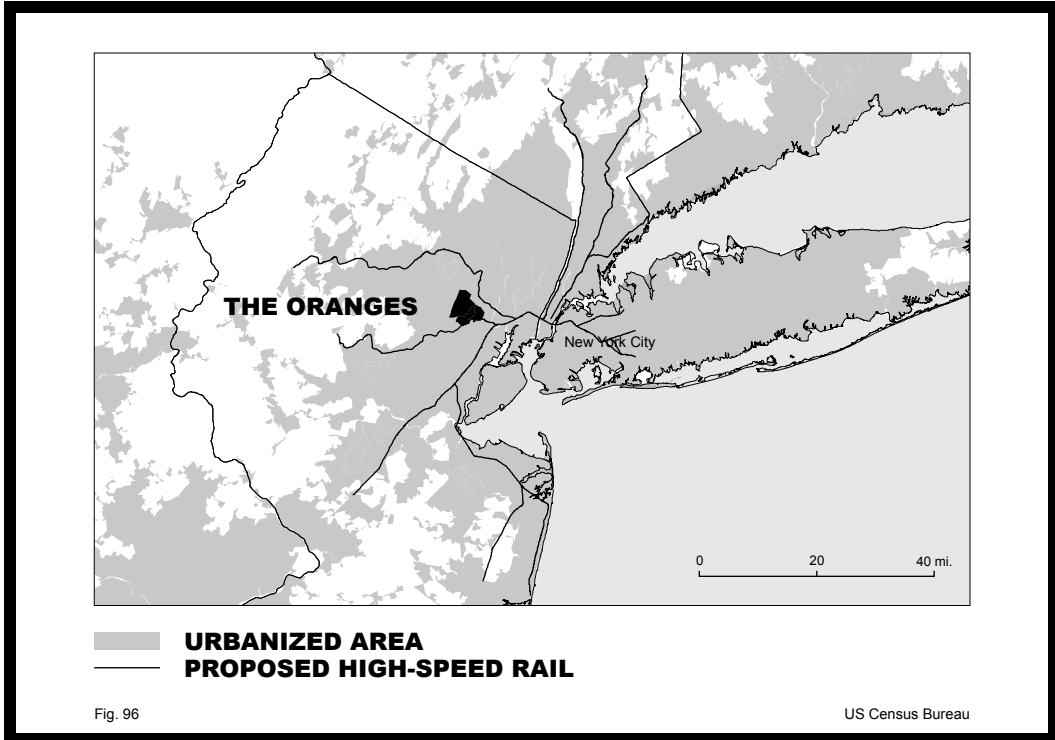 THE ORANGES
New York City
0 20 40 mi.
URBANIZED AREA
PROPOSED HIGH-SPEED RAIL
Fig. 96 US Census Bureau